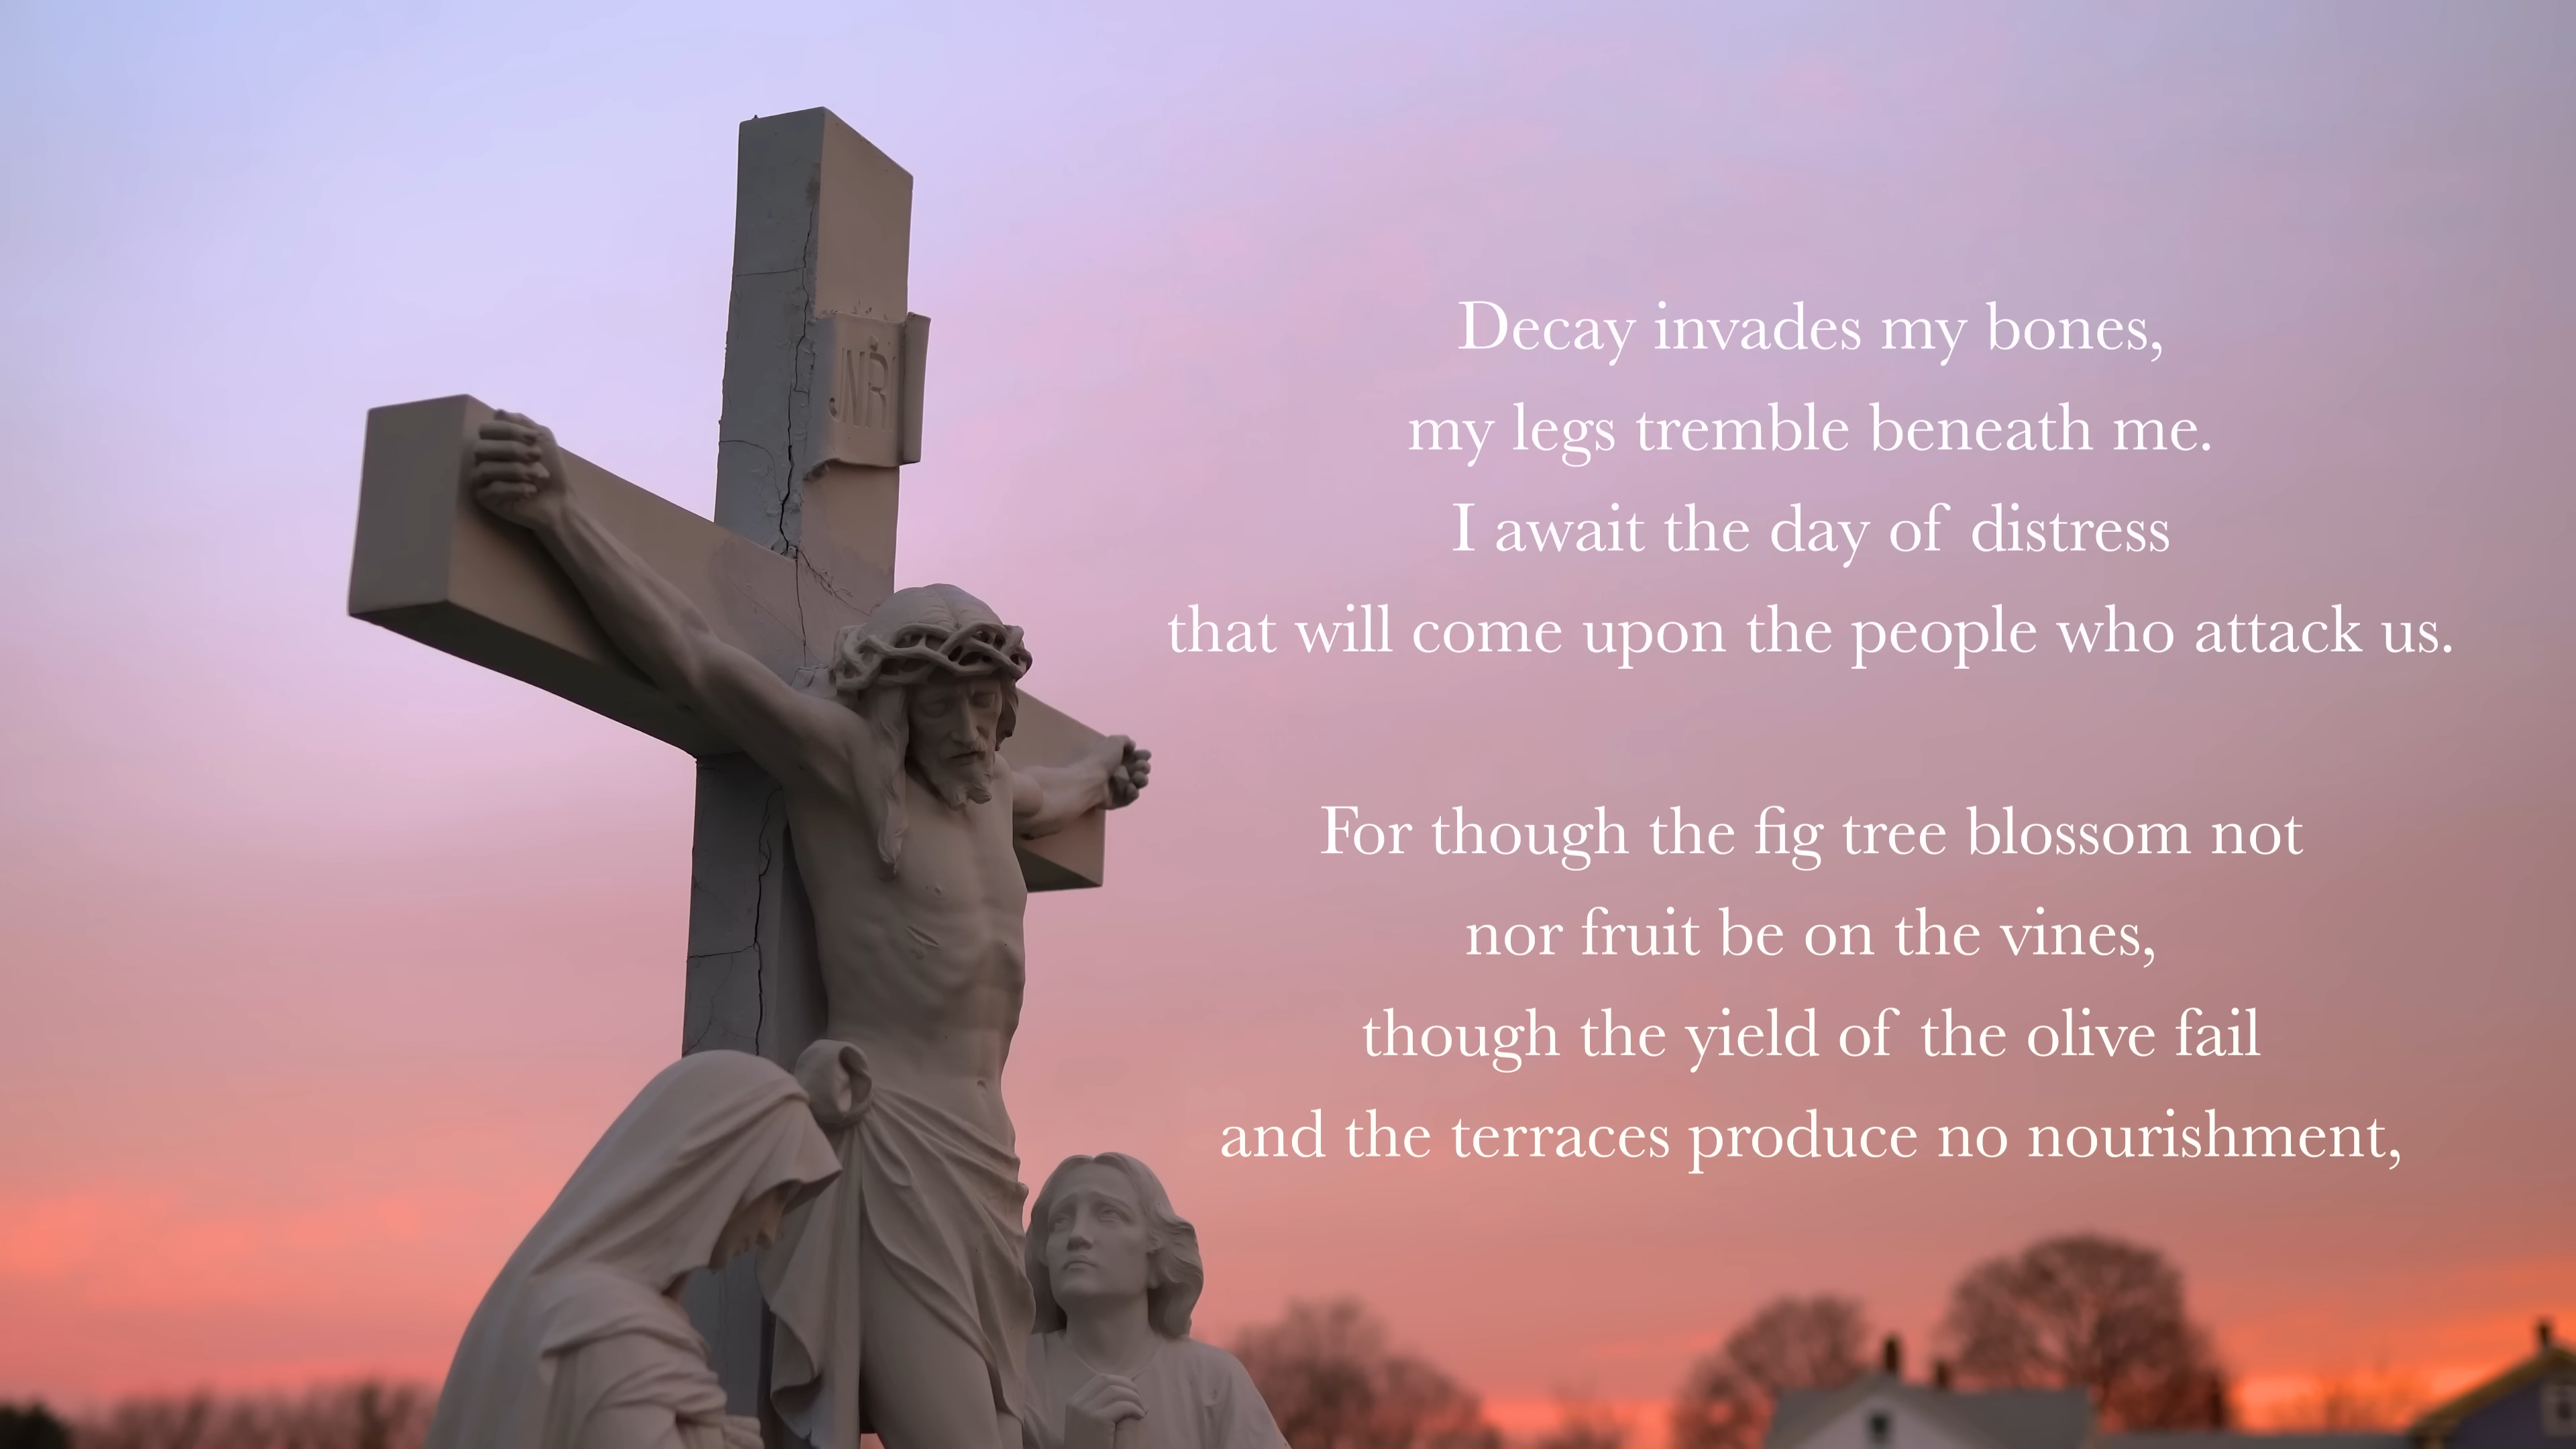 JNRI
Decay invades my bones,
my legs tremble beneath me.
I await the day of distress
that will come upon the people who attack us.
For though the fig tree blossom not
nor fruit be on the vines,
though the yield of the olive fail
and the terraces produce no nourishment,